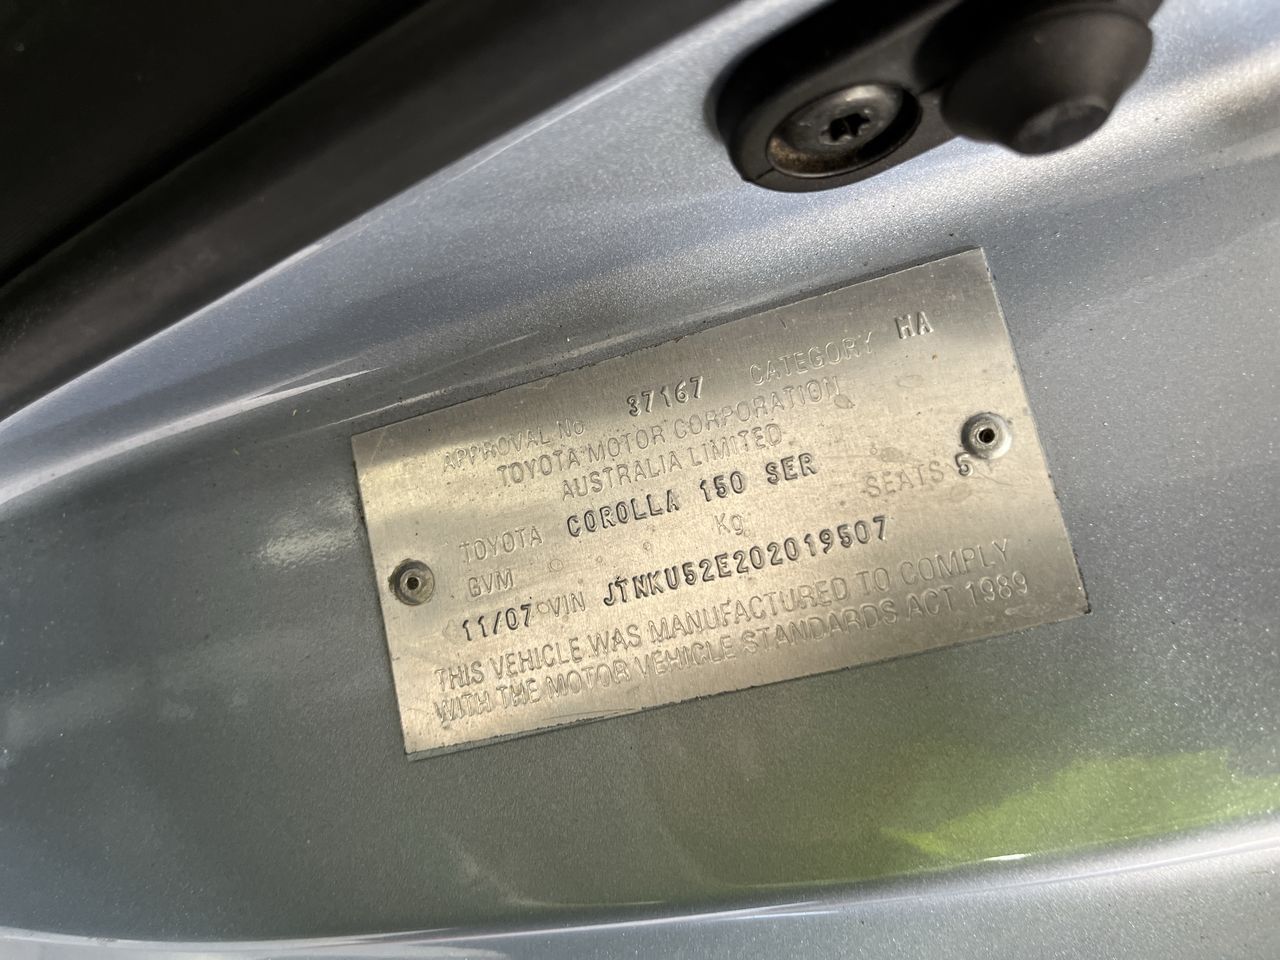 APPROVAL No 37167 CATEGORY MA
TOYOTA MOTOR CORPORATION
AUSTRALIA LIMITED
TOYOTA COROLLA 150 SER
GVM Kg SEATS 5
11/07 VIN JTNKU52E202019507
THIS VEHICLE WAS MANUFACTURED TO COMPLY
WITH THE MOTOR VEHICLE STANDARDS ACT 1989